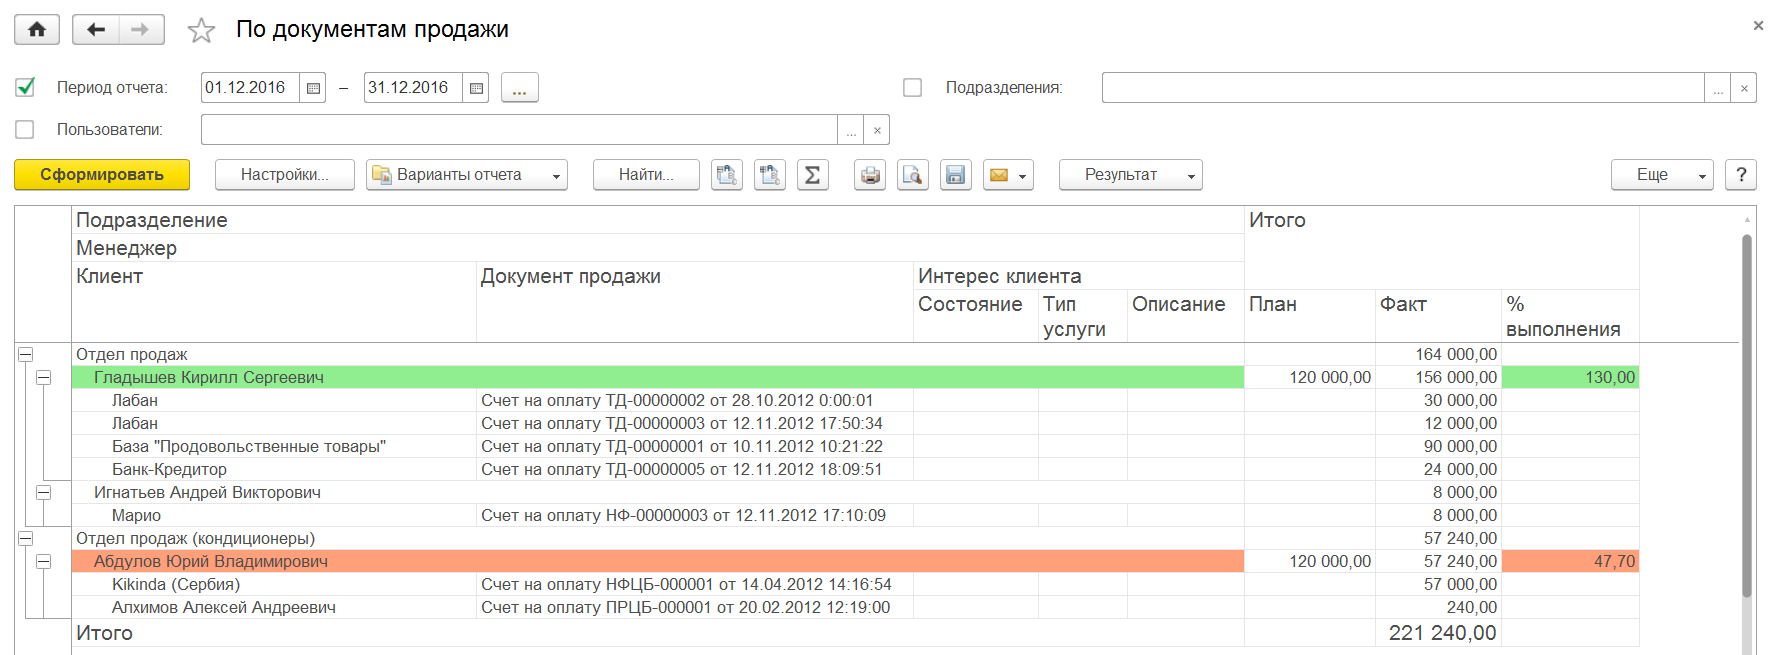 По документам продажи
Период отчета: 01.12.2016 – 31.12.2016 ... Подразделения: ... ×
Пользователи: ... ×
Сформировать Настройки... Варианты отчета Найти... Σ Результат Еще ?
Подразделение Итого
Менеджер
Клиент Документ продажи Интерес клиента
Состояние Тип услуги Описание План Факт % выполнения
Отдел продаж 164 000,00
Гладышев Кирилл Сергеевич 120 000,00 156 000,00 130,00
Лабан Счет на оплату ТД-00000002 от 28.10.2012 0:00:01 30 000,00
Лабан Счет на оплату ТД-00000003 от 12.11.2012 17:50:34 12 000,00
База "Продовольственные товары" Счет на оплату ТД-00000001 от 10.11.2012 10:21:22 90 000,00
Банк-Кредитор Счет на оплату ТД-00000005 от 12.11.2012 18:09:51 24 000,00
Игнатьев Андрей Викторович 8 000,00
Марио Счет на оплату НФ-00000003 от 12.11.2012 17:10:09 8 000,00
Отдел продаж (кондиционеры) 57 240,00
Абдулов Юрий Владимирович 120 000,00 57 240,00 47,70
Kikinda (Сербия) Счет на оплату НФЦБ-000001 от 14.04.2012 14:16:54 57 000,00
Алхимов Алексей Андреевич Счет на оплату ПРЦБ-000001 от 20.02.2012 12:19:00 240,00
Итого 221 240,00